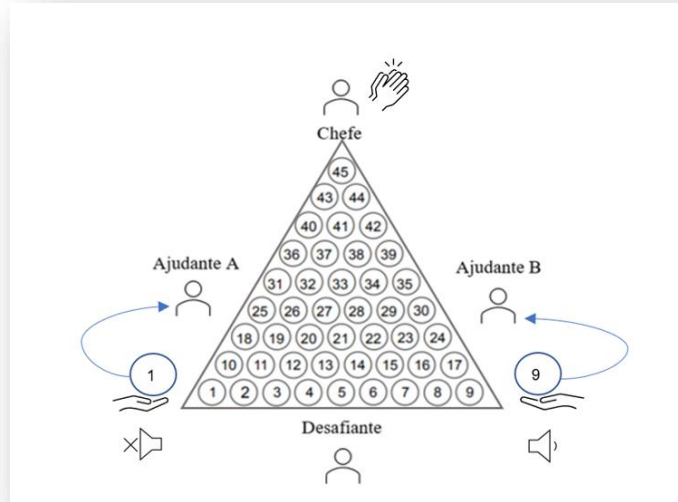 Chefe
45
43 44
40 41 42
36 37 38 39
Ajudante A
Ajudante B
31 32 33 34 35
25 26 27 28 29 30
18 19 20 21 22 23 24
10 11 12 13 14 15 16 17
1
9
1 2 3 4 5 6 7 8 9
Desafiante